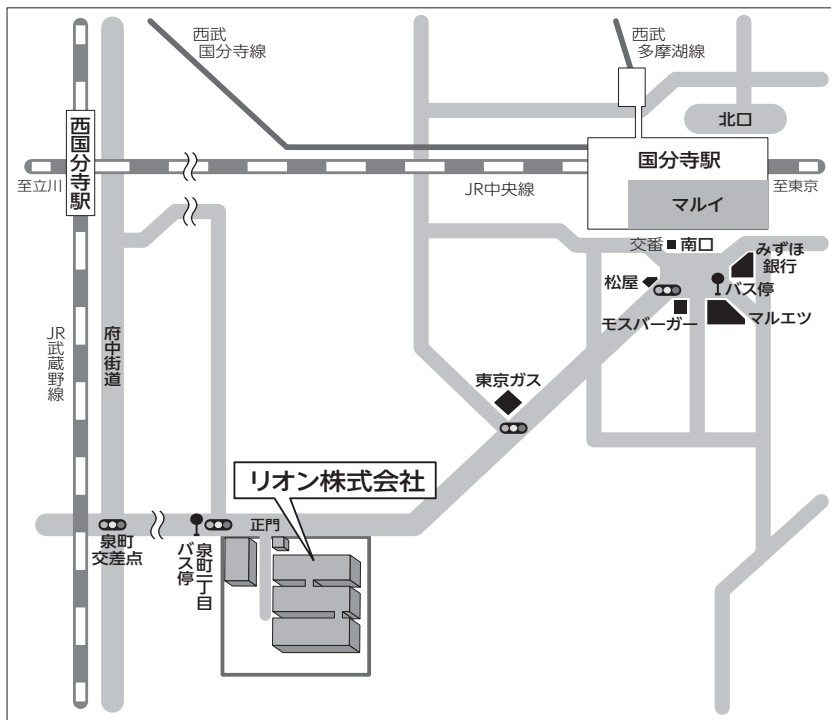 西武
国分寺線
西武
多摩湖線
北口
西国分寺駅
国分寺駅
至立川
JR中央線
至東京
マルイ
交番
南口
みずほ
銀行
松屋
バス停
モスバーガー
マルエツ
JR武蔵野線
府中街道
東京ガス
リオン株式会社
正門
泉町
交差点
泉町一丁目
バス停